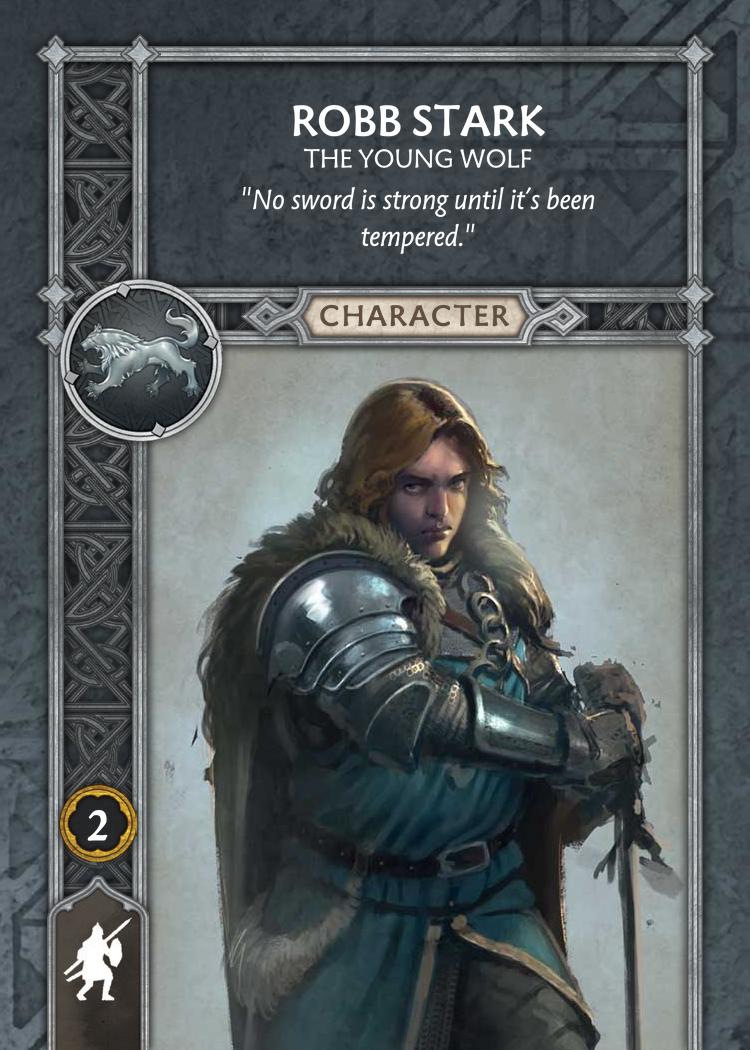 ROBB STARK
THE YOUNG WOLF
"No sword is strong until it's been
tempered."
CHARACTER
2